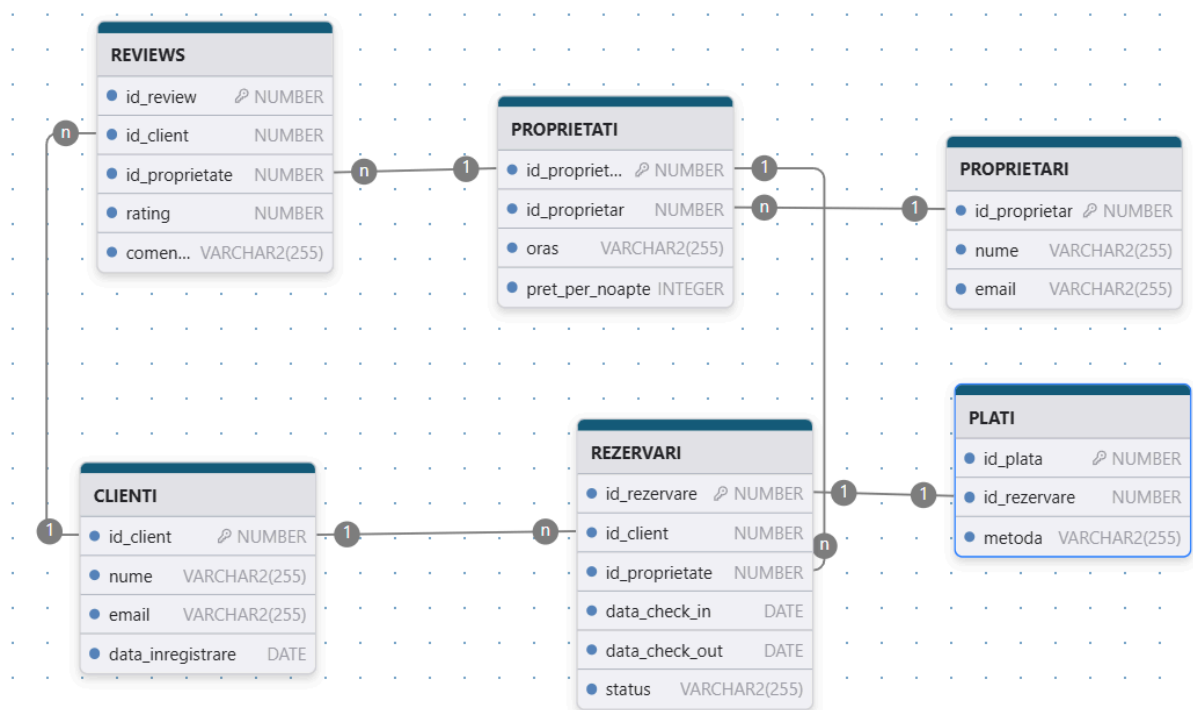 REVIEWS
id_review NUMBER
id_client NUMBER
id_proprietate NUMBER
rating NUMBER
comen... VARCHAR2(255)
PROPRIETATI
id_propriet... NUMBER
id_proprietar NUMBER
oras VARCHAR2(255)
pret_per_noapte INTEGER
PROPRIETARI
id_proprietar NUMBER
nume VARCHAR2(255)
email VARCHAR2(255)
n
n
1
1
n
1
CLIENTI
id_client NUMBER
nume VARCHAR2(255)
email VARCHAR2(255)
data_inregistrare DATE
REZERVARI
id_rezervare NUMBER
id_client NUMBER
id_proprietate NUMBER
data_check_in DATE
data_check_out DATE
status VARCHAR2(255)
PLATI
id_plata NUMBER
id_rezervare NUMBER
metoda VARCHAR2(255)
1
1
n
n
1
1